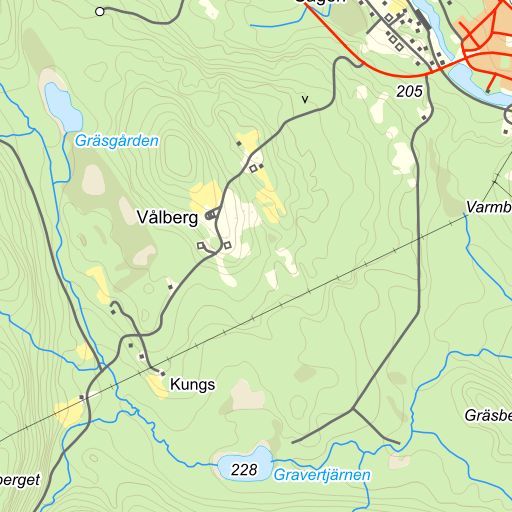 205
Gräsgården
Varmb
Vålberg
Kungs
Gräsbe
228
Gravertjärnen
berget